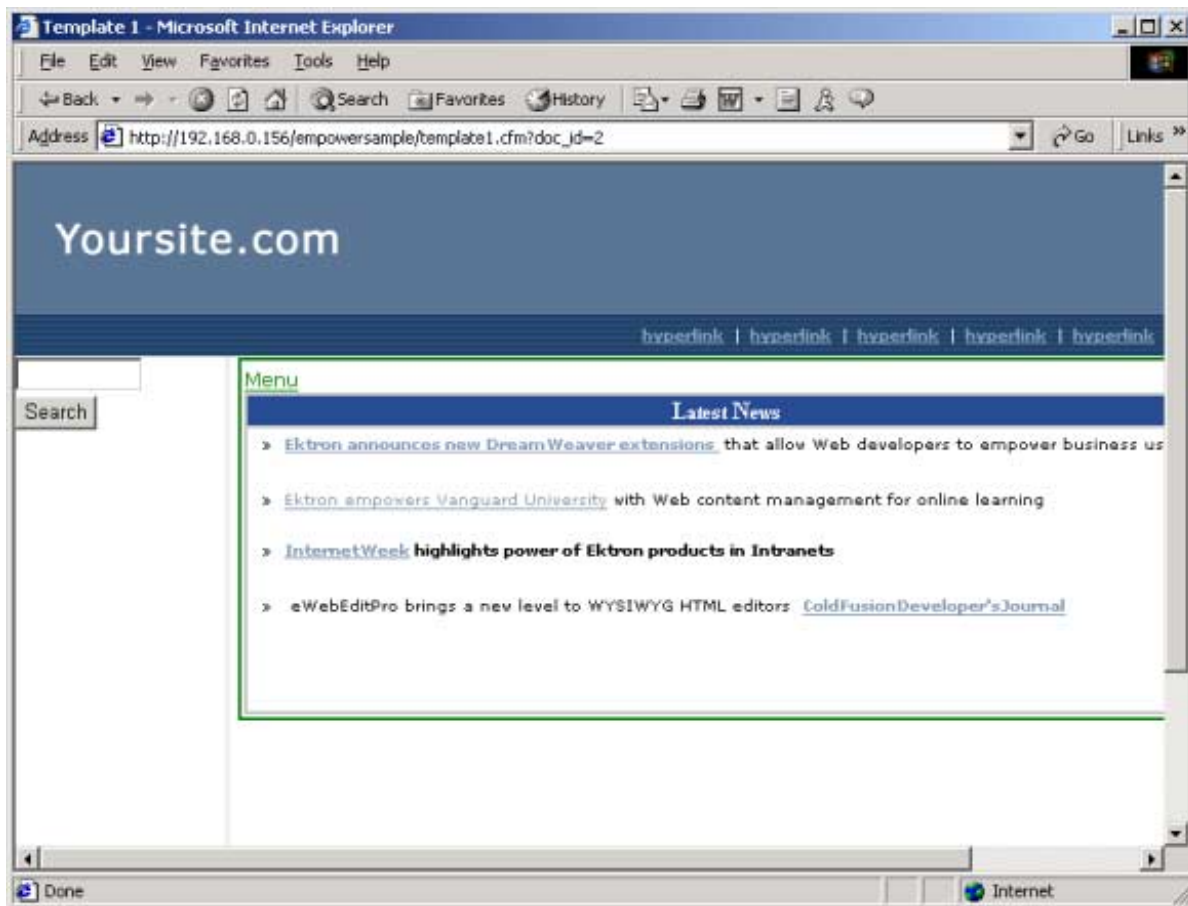 Template 1 - Microsoft Internet Explorer
File Edit View Favorites Tools Help
Back Search Favorites History
Address http://192.168.0.156/empowersample/template1.cfm?doc_id=2 Go Links »
Yoursite.com
hyperlink | hyperlink | hyperlink | hyperlink | hyperlink
Menu
Search
Latest News
» Ektron announces new DreamWeaver extensions that allow Web developers to empower business us
» Ektron empowers Vanguard University with Web content management for online learning
» InternetWeek highlights power of Ektron products in Intranets
» eWebEditPro brings a new level to WYSIWYG HTML editors ColdFusionDeveloper'sJournal
Done Internet